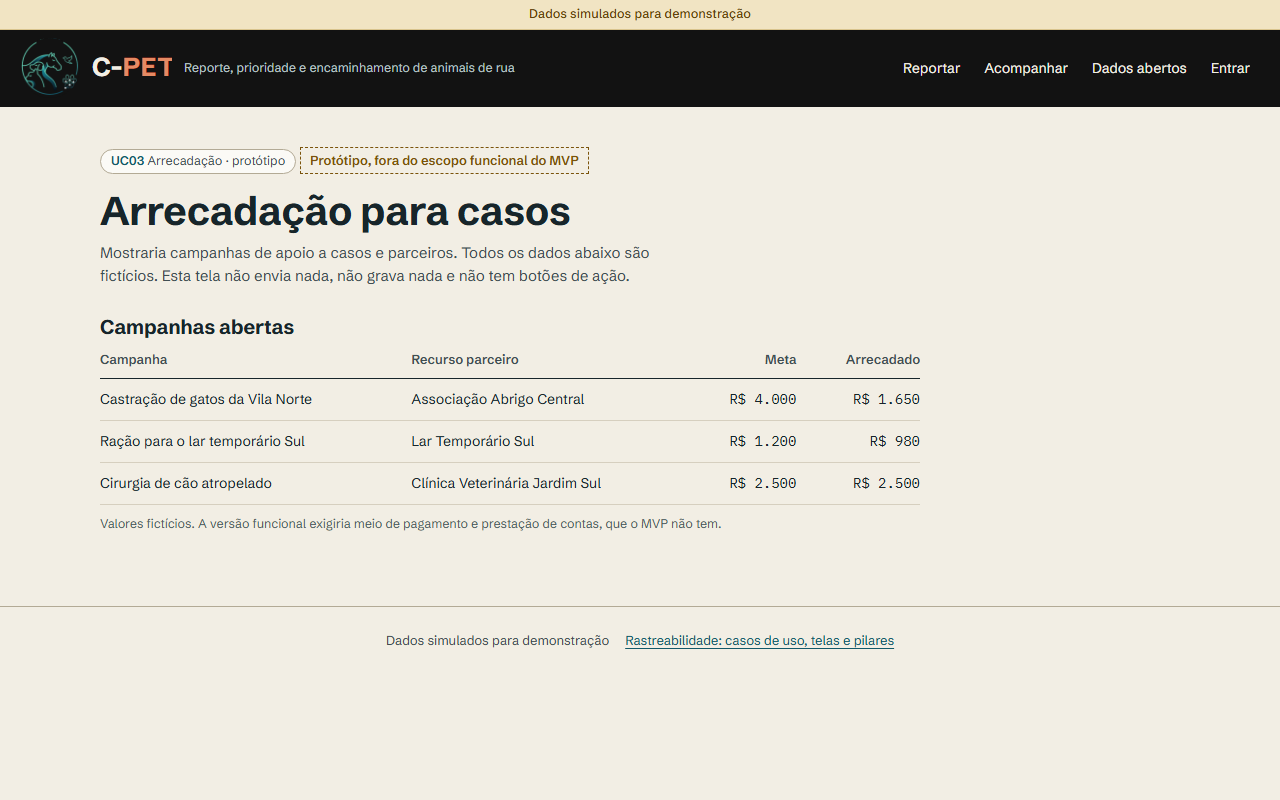 Dados simulados para demonstração
C-PET Reporte, prioridade e encaminhamento de animais de rua Reportar Acompanhar Dados abertos Entrar
UC03 Arrecadação · protótipo Protótipo, fora do escopo funcional do MVP
Arrecadação para casos
Mostraria campanhas de apoio a casos e parceiros. Todos os dados abaixo são
fictícios. Esta tela não envia nada, não grava nada e não tem botões de ação.
Campanhas abertas
Campanha Recurso parceiro Meta Arrecadado
Castração de gatos da Vila Norte Associação Abrigo Central R$ 4.000 R$ 1.650
Ração para o lar temporário Sul Lar Temporário Sul R$ 1.200 R$ 980
Cirurgia de cão atropelado Clínica Veterinária Jardim Sul R$ 2.500 R$ 2.500
Valores fictícios. A versão funcional exigiria meio de pagamento e prestação de contas, que o MVP não tem.
Dados simulados para demonstração Rastreabilidade: casos de uso, telas e pilares